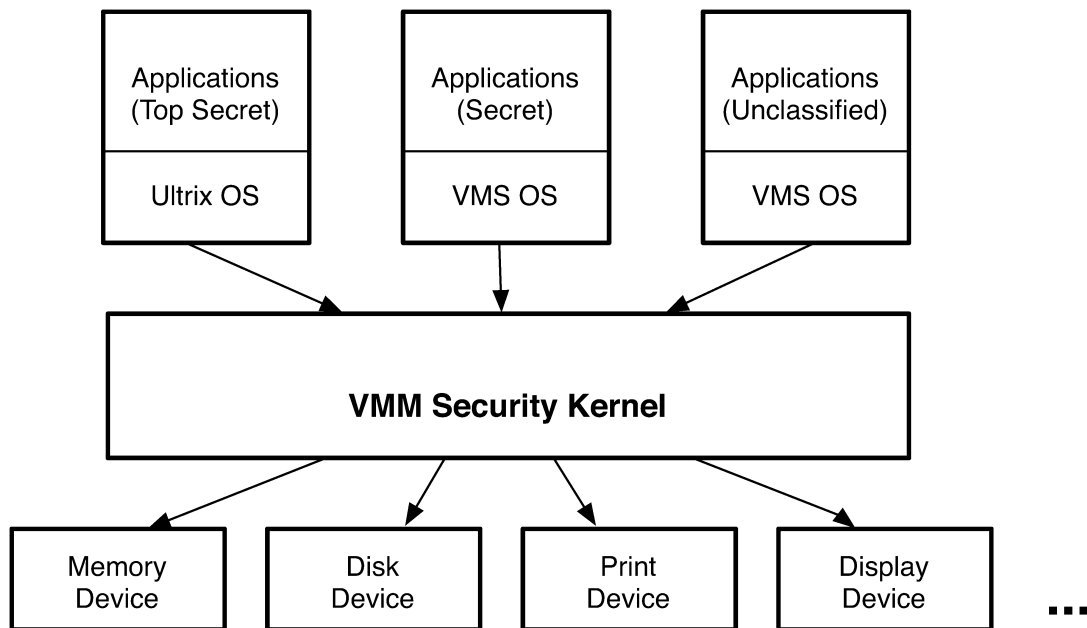 Applications
(Top Secret)
Ultrix OS
Applications
(Secret)
VMS OS
Applications
(Unclassified)
VMS OS
VMM Security Kernel
Memory
Device
Disk
Device
Print
Device
Display
Device
...